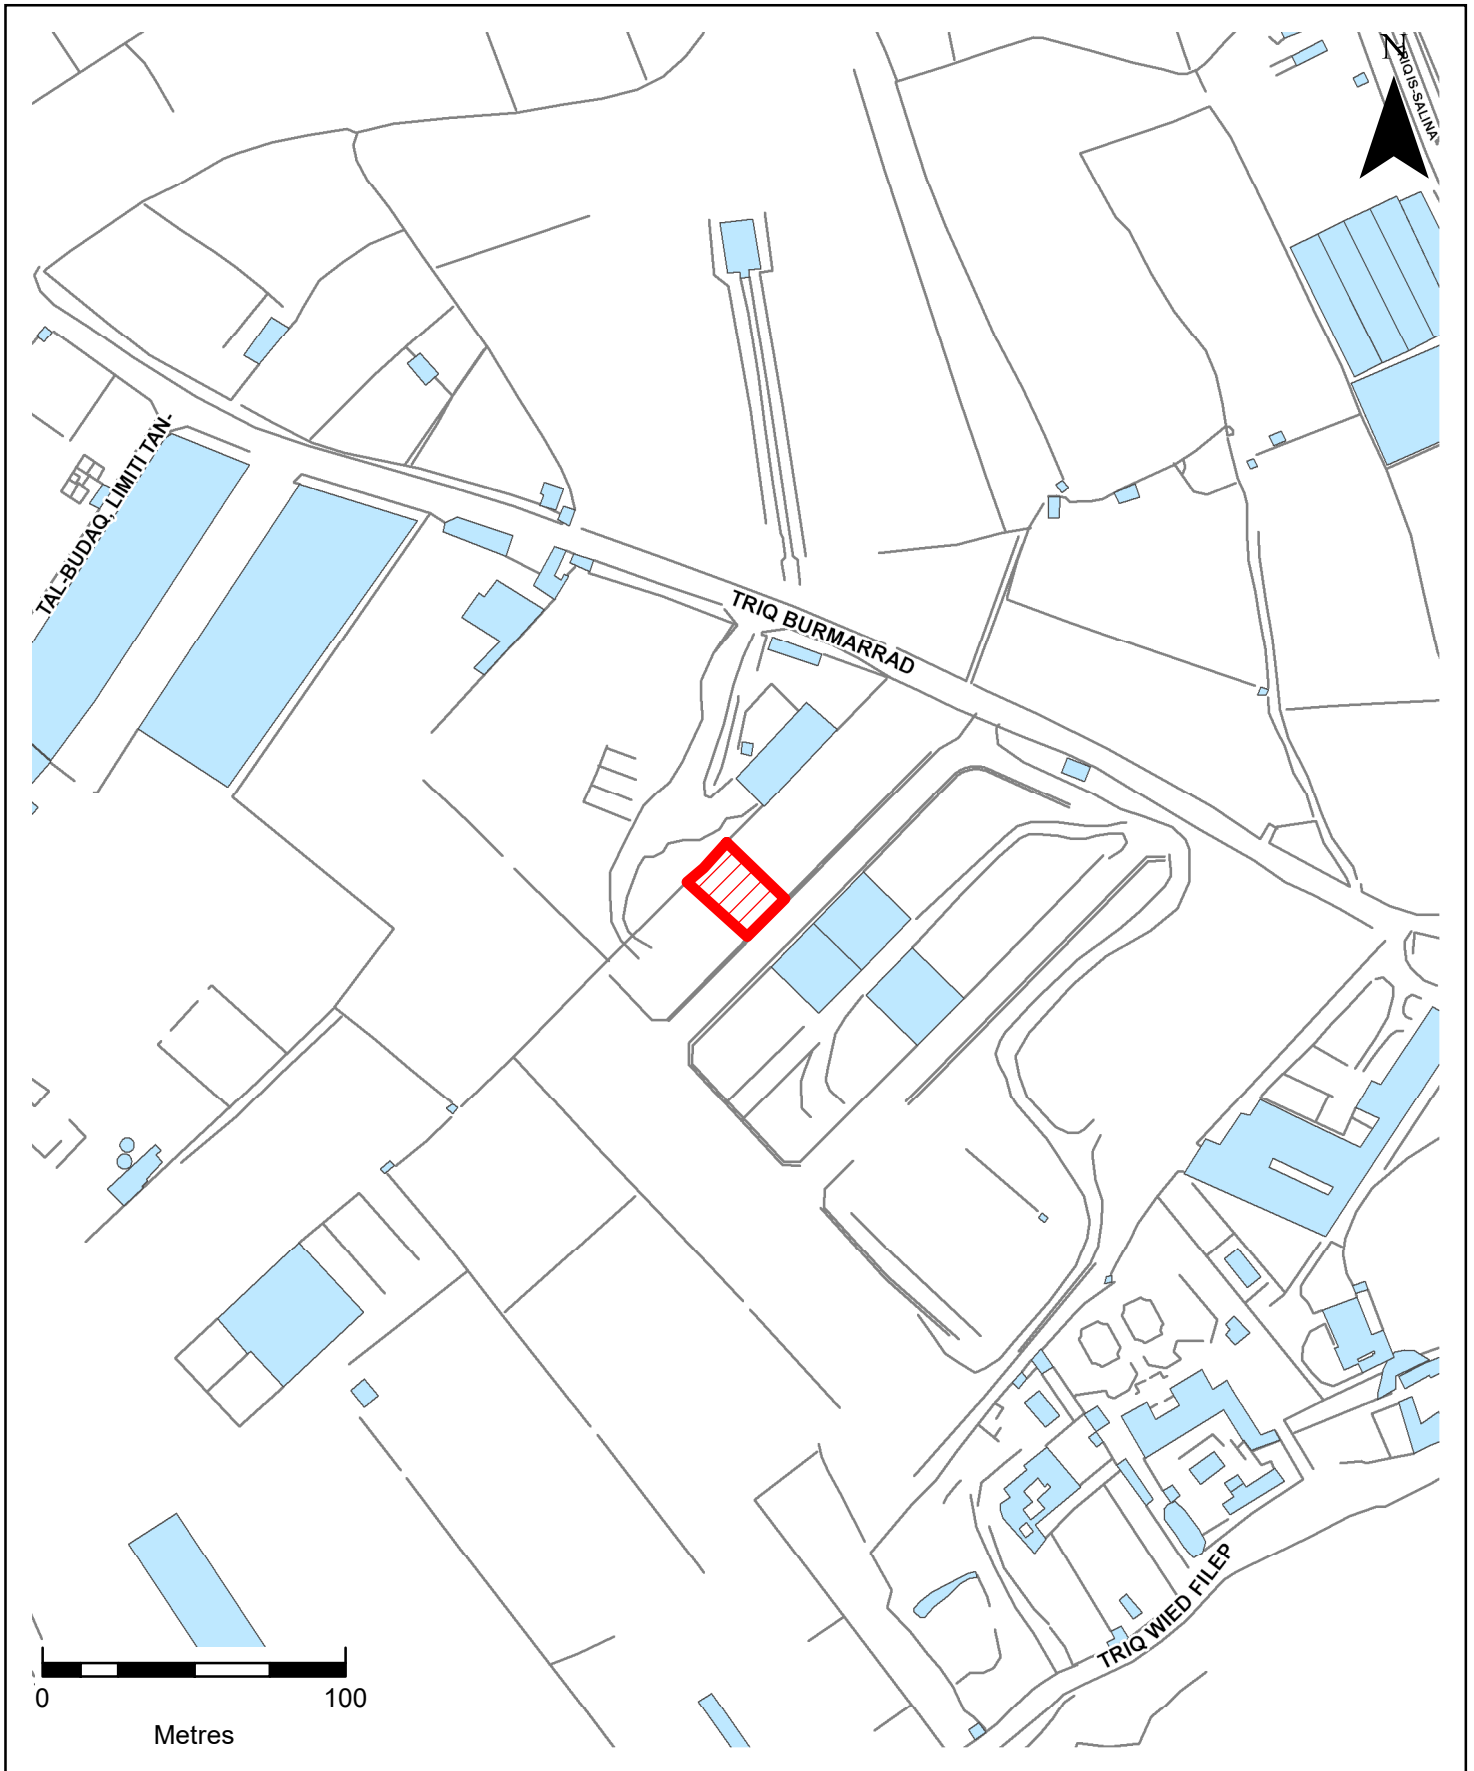 N
TRIQ IS-SALINA
TAL-BUDAQ, LIMITI TAN-
TRIQ BURMARRAD
TRIQ WIED FILEP
0 100
Metres